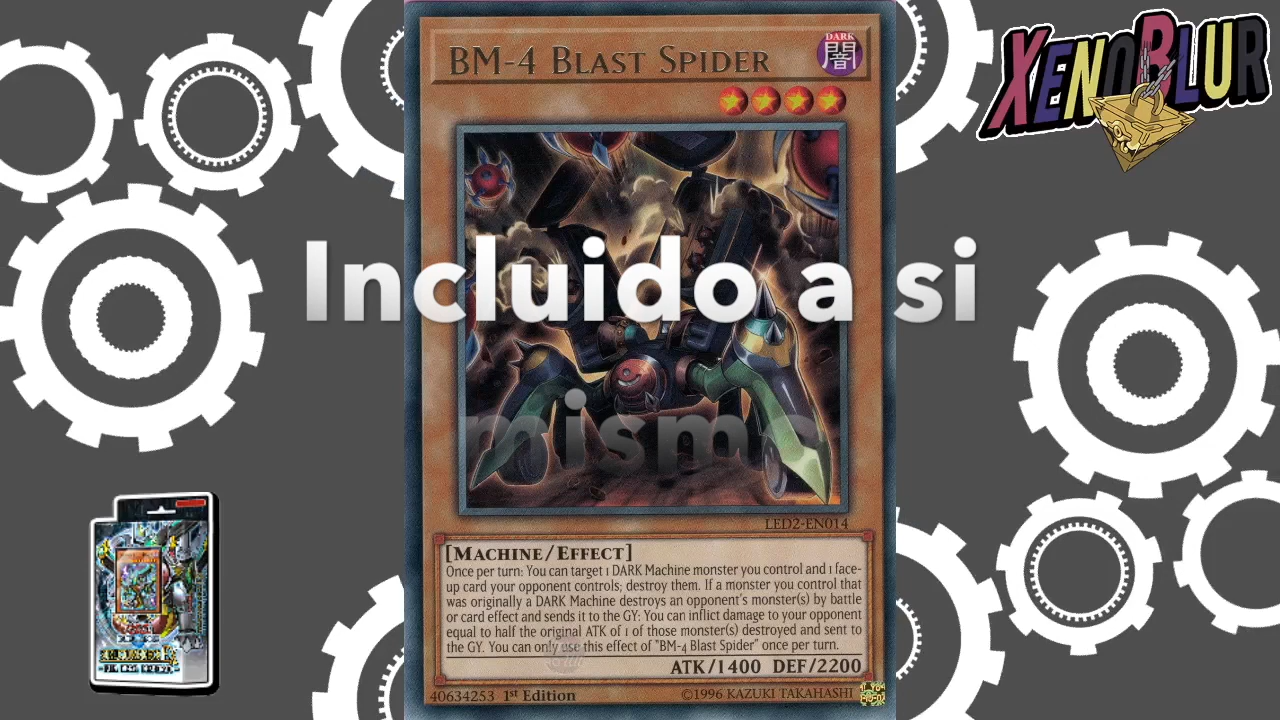 BM-4 Blast Spider
DARK
闇
XENOBLUR
Incluido a si
mismo
LED2-EN014
[Machine/Effect]
Once per turn: You can target 1 DARK Machine monster you control and 1 face-
up card your opponent controls; destroy them. If a monster you control that
was originally a DARK Machine destroys an opponent's monster(s) by battle
or card effect and sends it to the GY: You can inflict damage to your opponent
equal to half the original ATK of 1 of those monster(s) destroyed and sent to
the GY. You can only use this effect of "BM-4 Blast Spider" once per turn.
ATK/1400 DEF/2200
40634253 1st Edition
©1996 KAZUKI TAKAHASHI